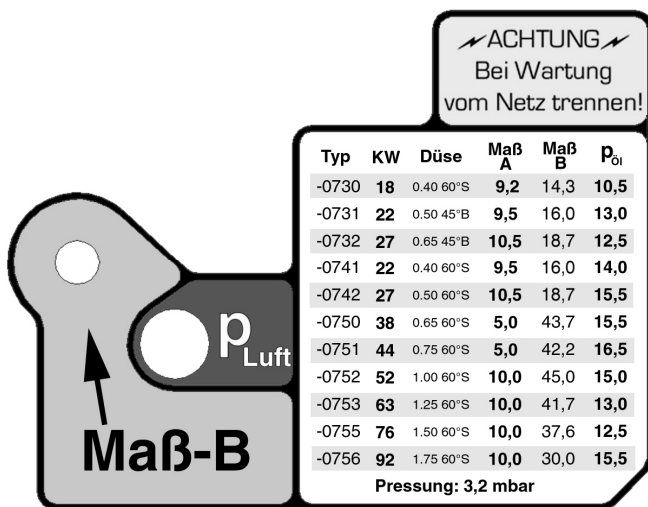 ACHTUNG
Bei Wartung
vom Netz trennen!
Typ KW Düse Maß A Maß B pÖl
-0730 18 0.40 60°S 9,2 14,3 10,5
-0731 22 0.50 45°B 9,5 16,0 13,0
-0732 27 0.65 45°B 10,5 18,7 12,5
-0741 22 0.40 60°S 9,5 16,0 14,0
-0742 27 0.50 60°S 10,5 18,7 15,5
-0750 38 0.65 60°S 5,0 43,7 15,5
-0751 44 0.75 60°S 5,0 42,2 16,5
-0752 52 1.00 60°S 10,0 45,0 15,0
-0753 63 1.25 60°S 10,0 41,7 13,0
-0755 76 1.50 60°S 10,0 37,6 12,5
-0756 92 1.75 60°S 10,0 30,0 15,5
Pressung: 3,2 mbar
pLuft
Maß-B